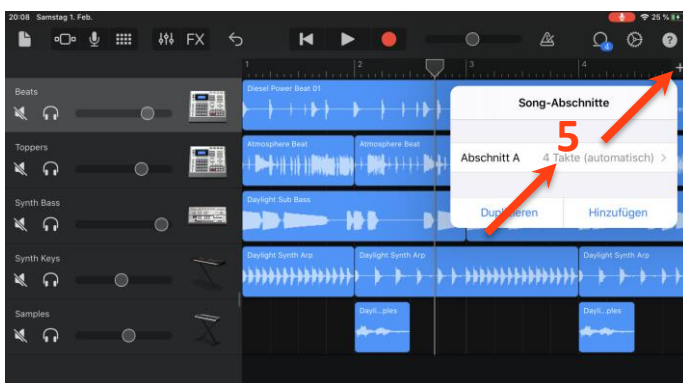 20:08 Samstag 1. Feb.
25 %
FX
?
1 2 3 4 +
Beats
Diesel Power Beat 01
Song-Abschnitte
5
Toppers
Atmosphere Beat Atmosphere Beat
Abschnitt A 4 Takte (automatisch) >
Synth Bass
Daylight Sub Bass
Duplizieren Hinzufügen
Synth Keys
Daylight Synth Arp Daylight Synth Arp Daylight Synth Arp
Samples
Dayli...ples Dayli...ples